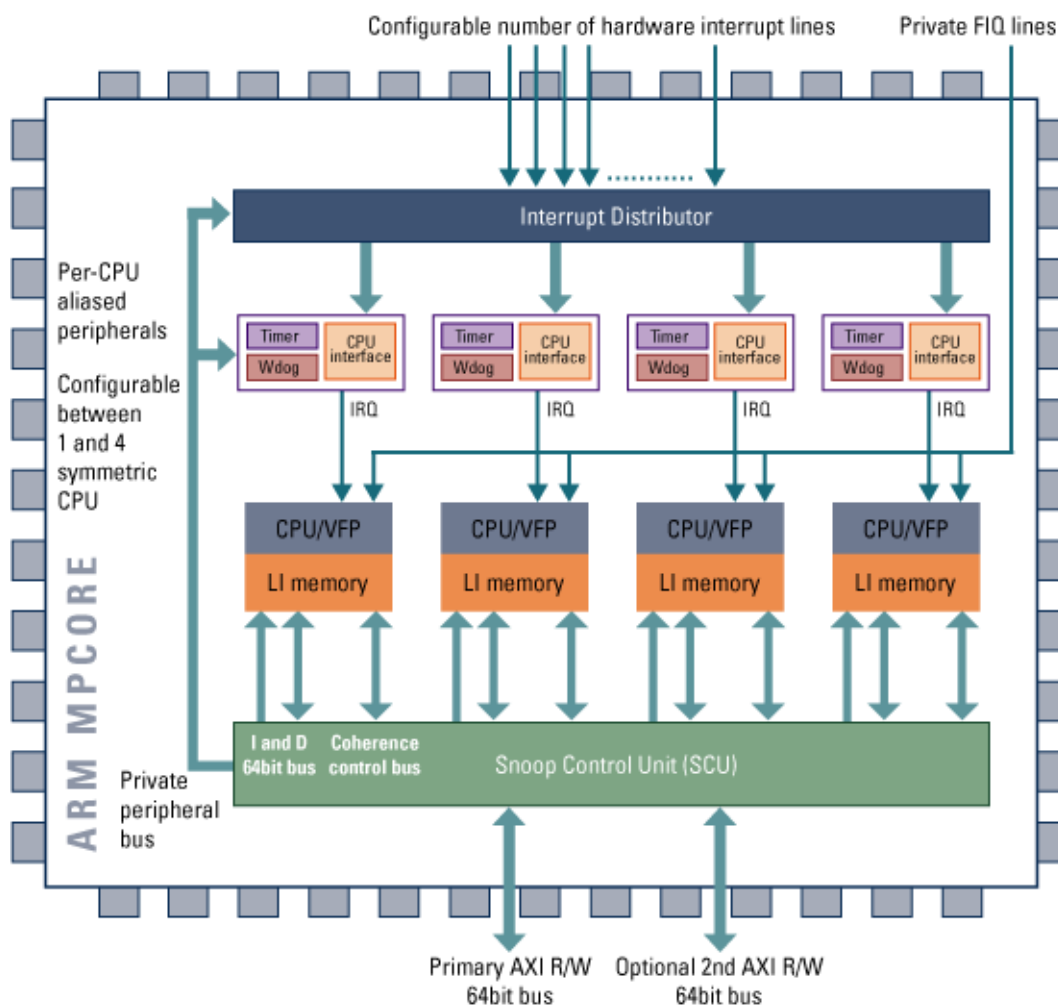 Configurable number of hardware interrupt lines
Private FIQ lines
Interrupt Distributor
Per-CPU
aliased
peripherals
Configurable
between
1 and 4
symmetric
CPU
Timer
Wdog
CPU
interface
Timer
Wdog
CPU
interface
Timer
Wdog
CPU
interface
Timer
Wdog
CPU
interface
IRQ
IRQ
IRQ
IRQ
CPU/VFP
LI memory
CPU/VFP
LI memory
CPU/VFP
LI memory
CPU/VFP
LI memory
ARM MPCORE
I and D
64bit bus
Coherence
control bus
Snoop Control Unit (SCU)
Private
peripheral
bus
Primary AXI R/W
64bit bus
Optional 2nd AXI R/W
64bit bus